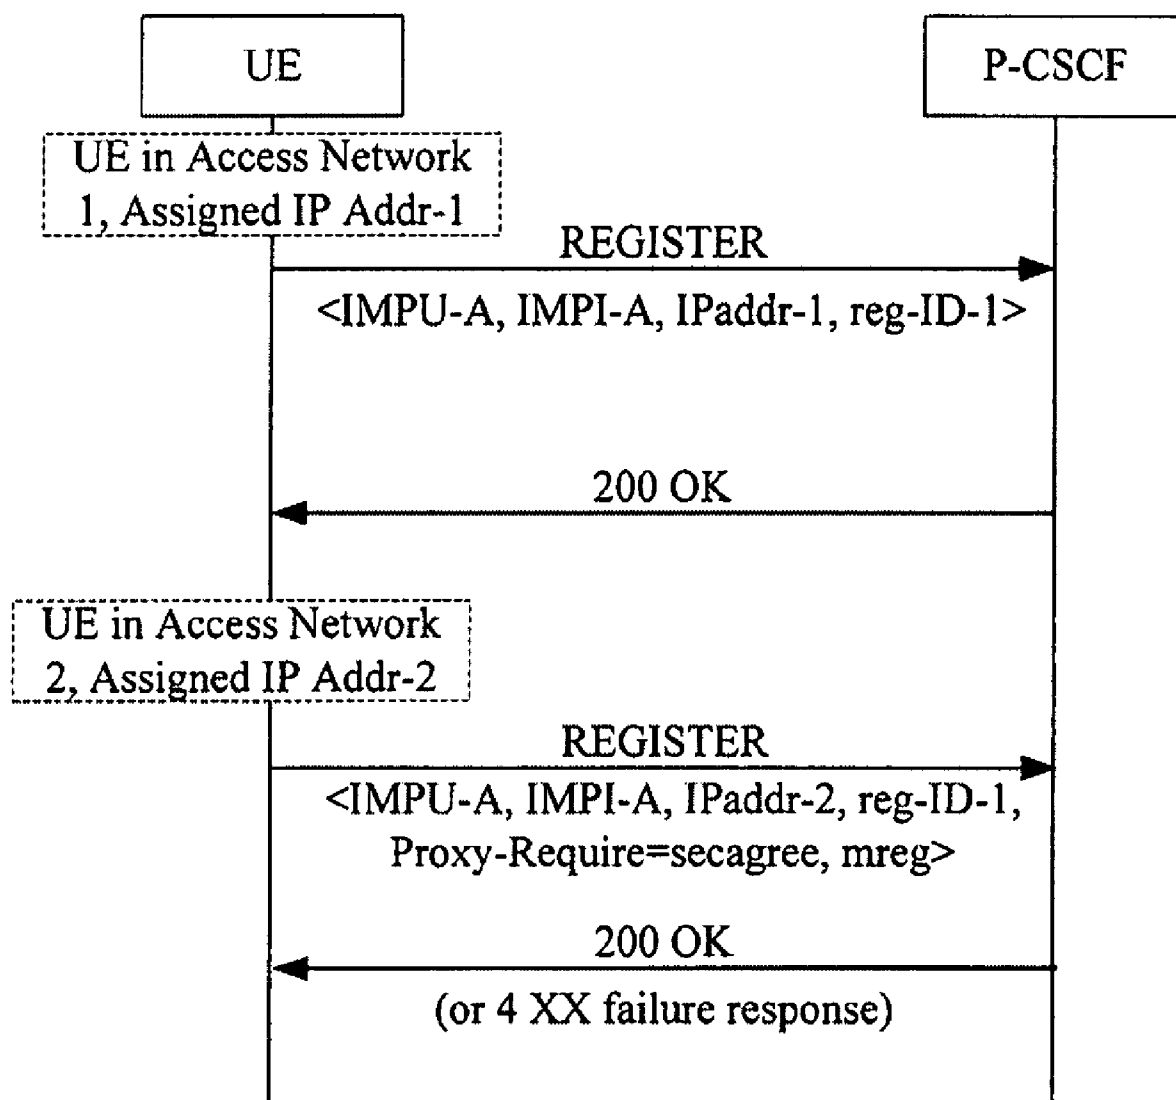 UE
P-CSCF
UE in Access Network
1, Assigned IP Addr-1
REGISTER
<IMPU-A, IMPI-A, IPaddr-1, reg-ID-1>
200 OK
UE in Access Network
2, Assigned IP Addr-2
REGISTER
<IMPU-A, IMPI-A, IPaddr-2, reg-ID-1,
Proxy-Require=secagree, mreg>
200 OK
(or 4 XX failure response)